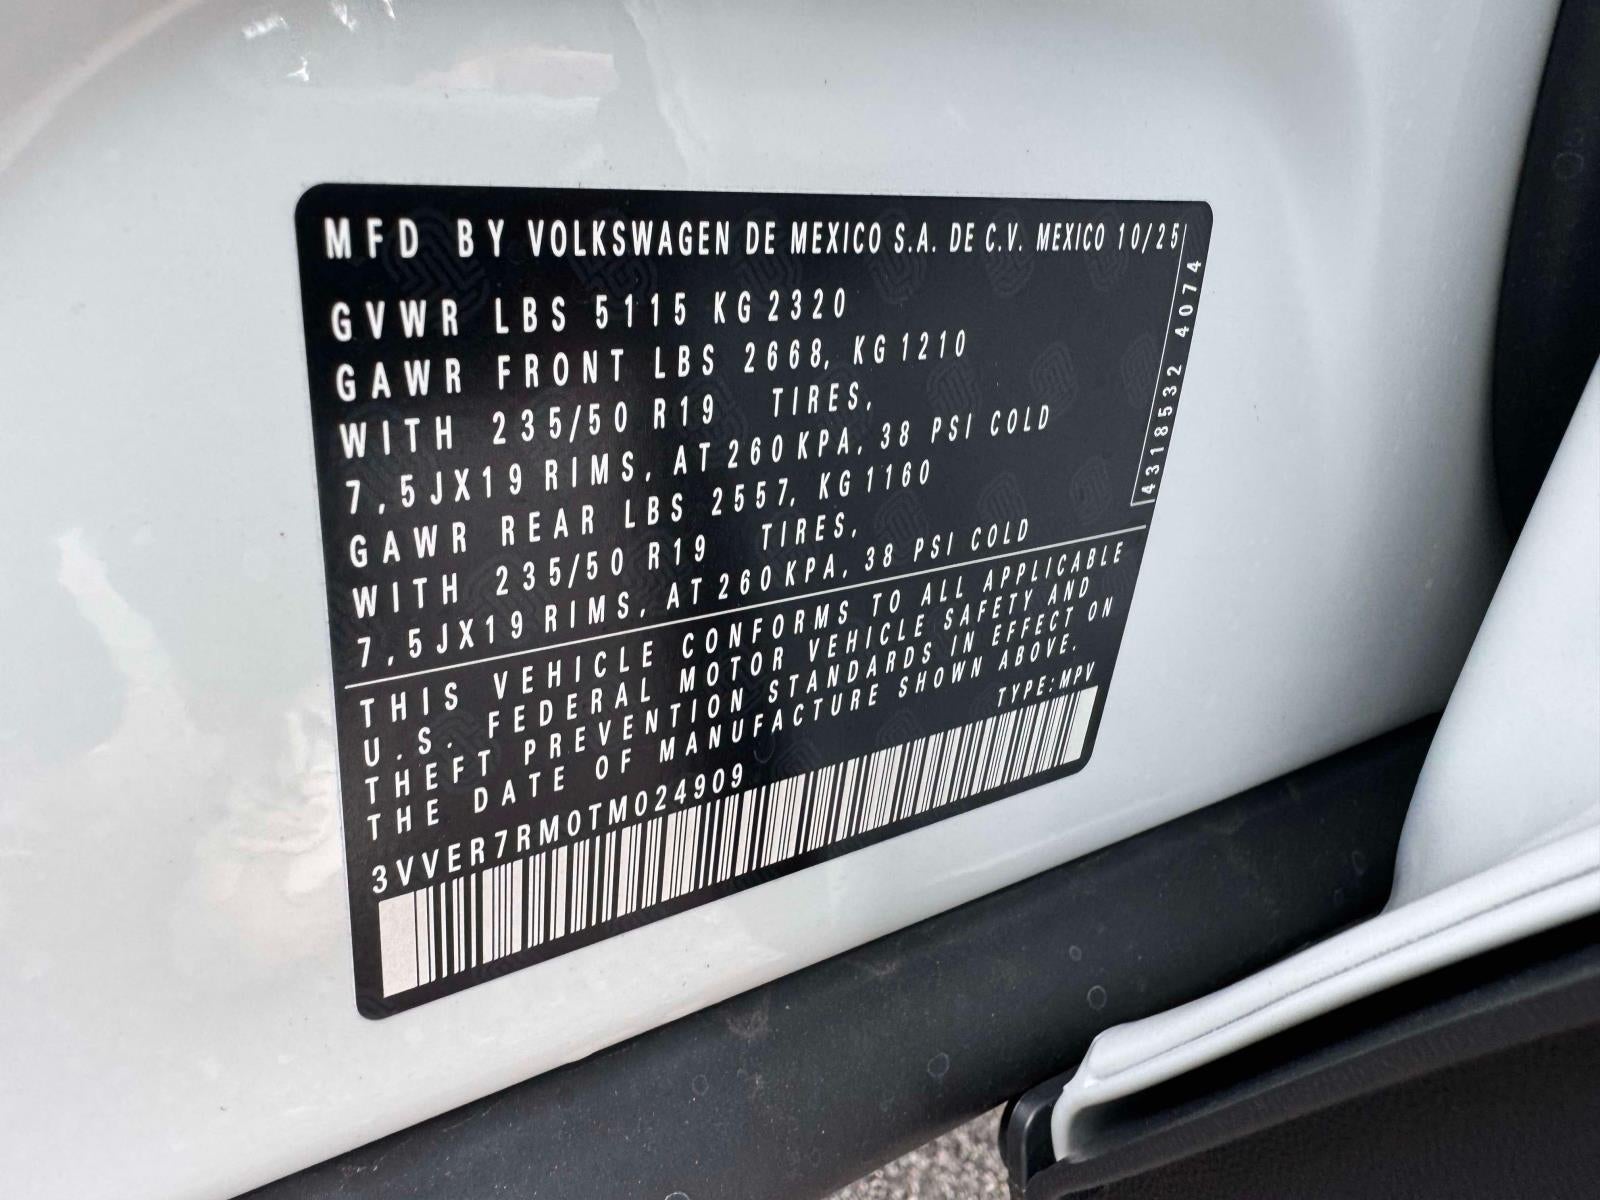 MFD BY VOLKSWAGEN DE MEXICO S.A. DE C.V. MEXICO 10/25
GVWR LBS 5115 KG 2320
GAWR FRONT LBS 2668, KG 1210
WITH 235/50 R19 TIRES,
7,5JX19 RIMS, AT 260 KPA, 38 PSI COLD
GAWR REAR LBS 2557, KG 1160
WITH 235/50 R19 TIRES,
7,5JX19 RIMS, AT 260 KPA, 38 PSI COLD
4318532 4074
THIS VEHICLE CONFORMS TO ALL APPLICABLE
U.S. FEDERAL MOTOR VEHICLE SAFETY AND
THEFT PREVENTION STANDARDS IN EFFECT ON
THE DATE OF MANUFACTURE SHOWN ABOVE.
TYPE:MPV
3VVER7RM0TM024909